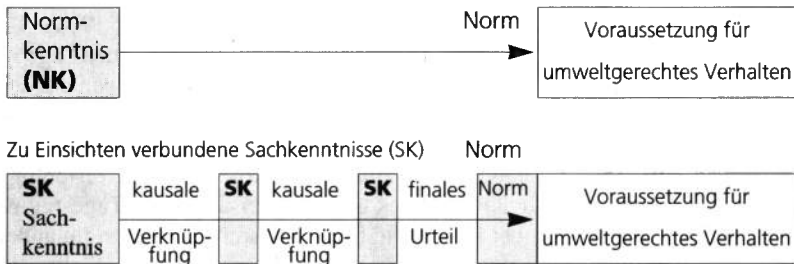 Norm-
kenntnis
(NK)
Norm
Voraussetzung für
umweltgerechtes Verhalten
Zu Einsichten verbundene Sachkenntnisse (SK) Norm
SK
Sach-
kenntnis
kausale
Verknüp-
fung
SK
kausale
Verknüp-
fung
SK
finales
Urteil
Norm
Voraussetzung für
umweltgerechtes Verhalten